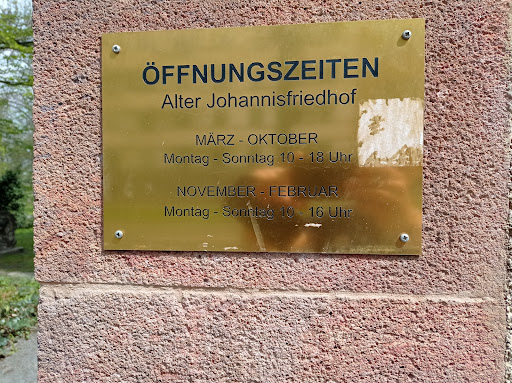 ÖFFNUNGSZEITEN
Alter Johannisfriedhof
MÄRZ - OKTOBER
Montag - Sonntag 10 - 18 Uhr
NOVEMBER - FEBRUAR
Montag - Sonntag 10 - 16 Uhr